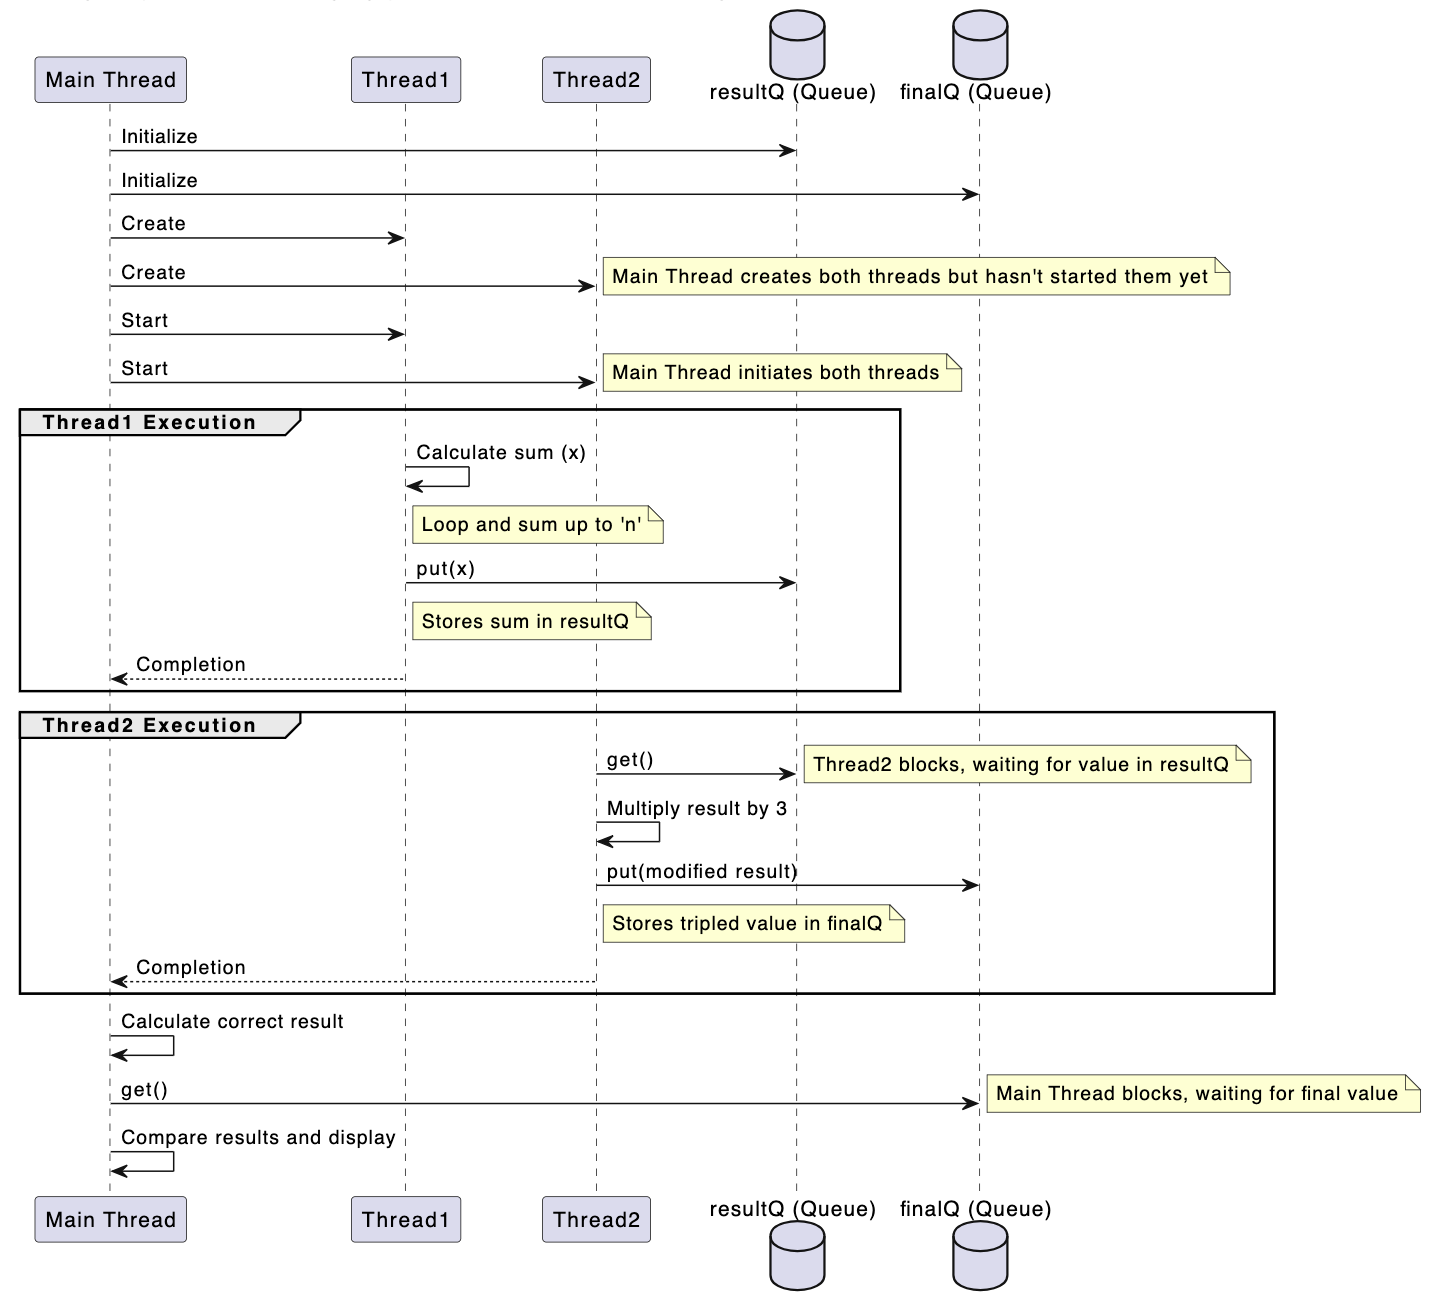 Main Thread
Thread1
Thread2
resultQ (Queue)
finalQ (Queue)
Initialize
Initialize
Create
Create
Main Thread creates both threads but hasn't started them yet
Start
Start
Main Thread initiates both threads
Thread1 Execution
Calculate sum (x)
Loop and sum up to 'n'
put(x)
Stores sum in resultQ
Completion
Thread2 Execution
get()
Thread2 blocks, waiting for value in resultQ
Multiply result by 3
put(modified result)
Stores tripled value in finalQ
Completion
Calculate correct result
get()
Main Thread blocks, waiting for final value
Compare results and display
Main Thread
Thread1
Thread2
resultQ (Queue)
finalQ (Queue)